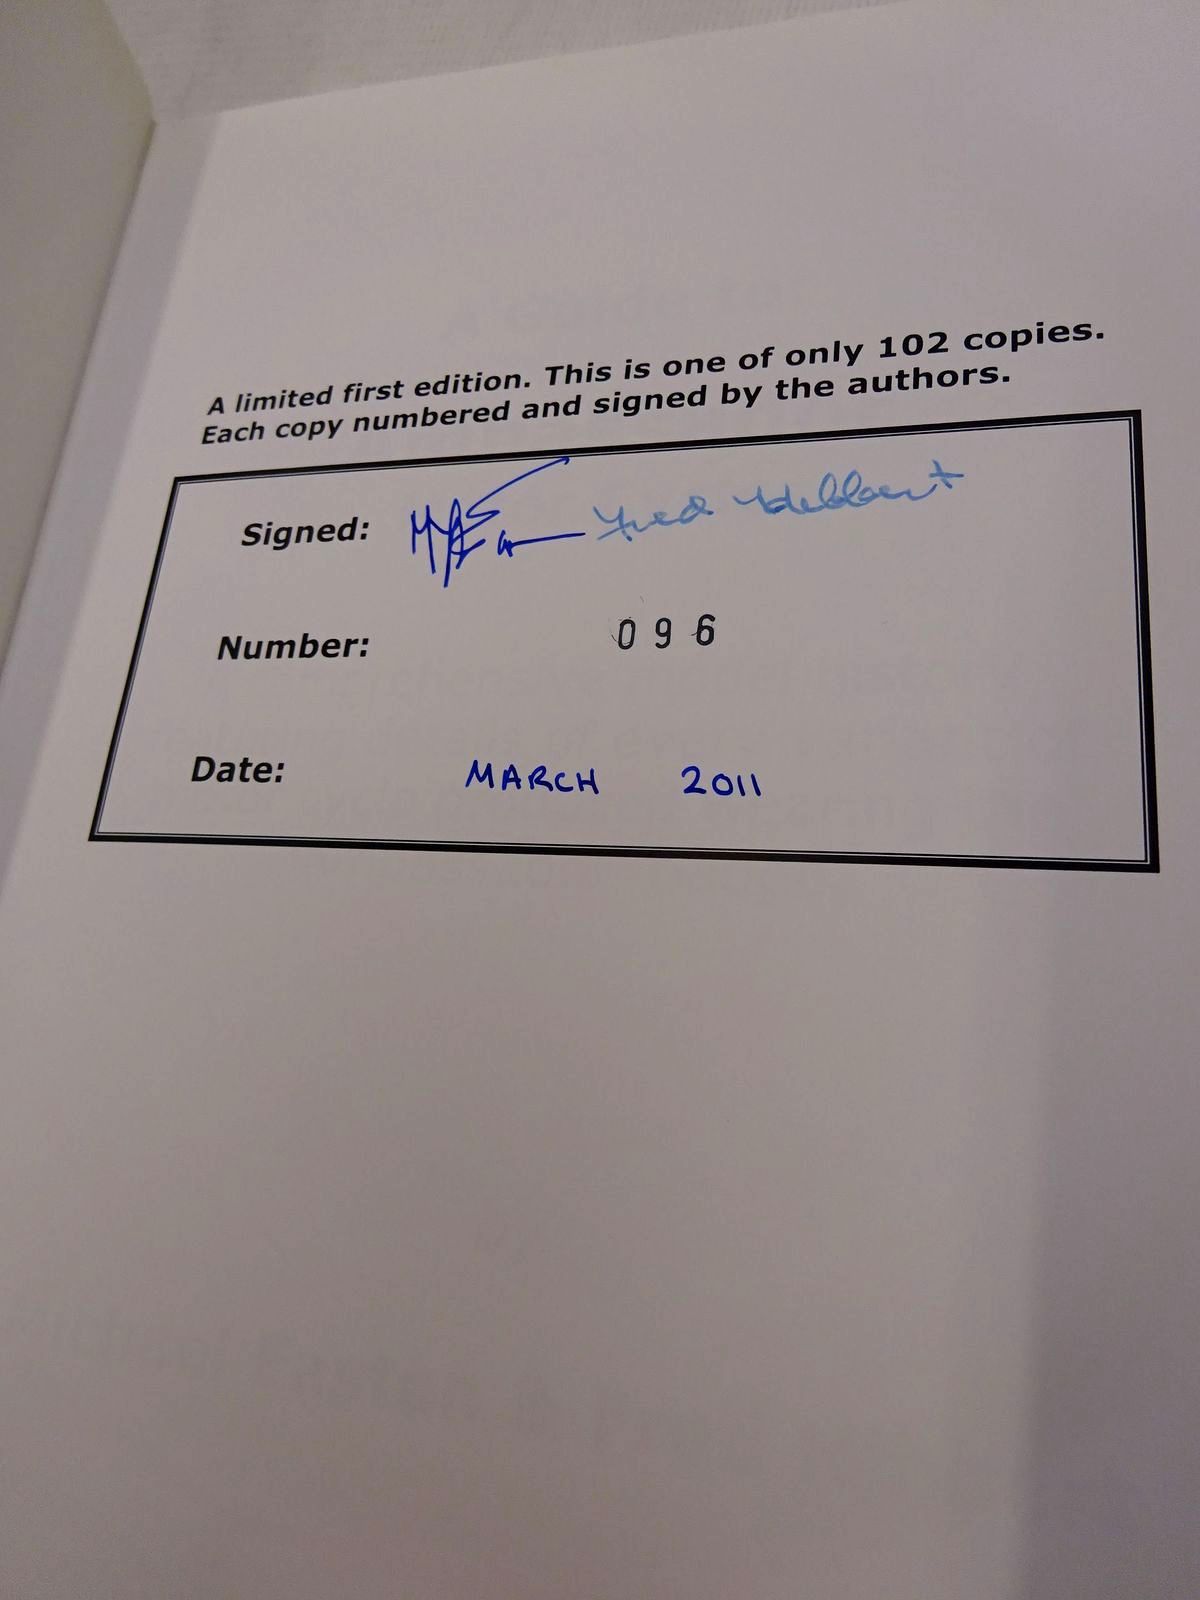 A limited first edition. This is one of only 102 copies.
Each copy numbered and signed by the authors.
Signed: Fred
Number: 096
Date: MARCH 2011